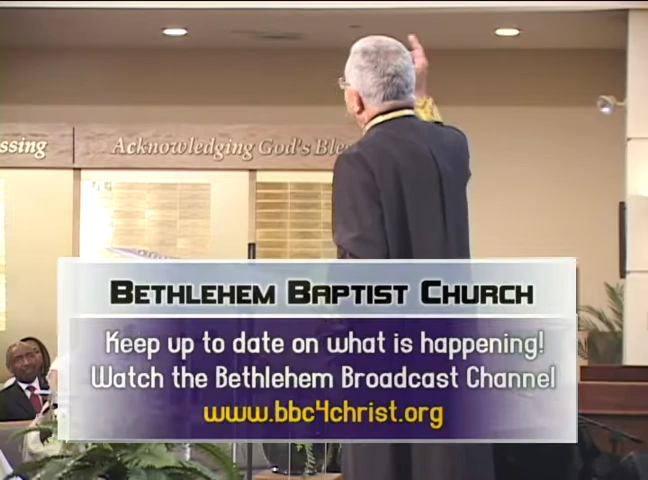 ssing
Acknowledging God's Ble
BETHLEHEM BAPTIST CHURCH
Keep up to date on what is happening!
Watch the Bethlehem Broadcast Channel
www.bbc4christ.org